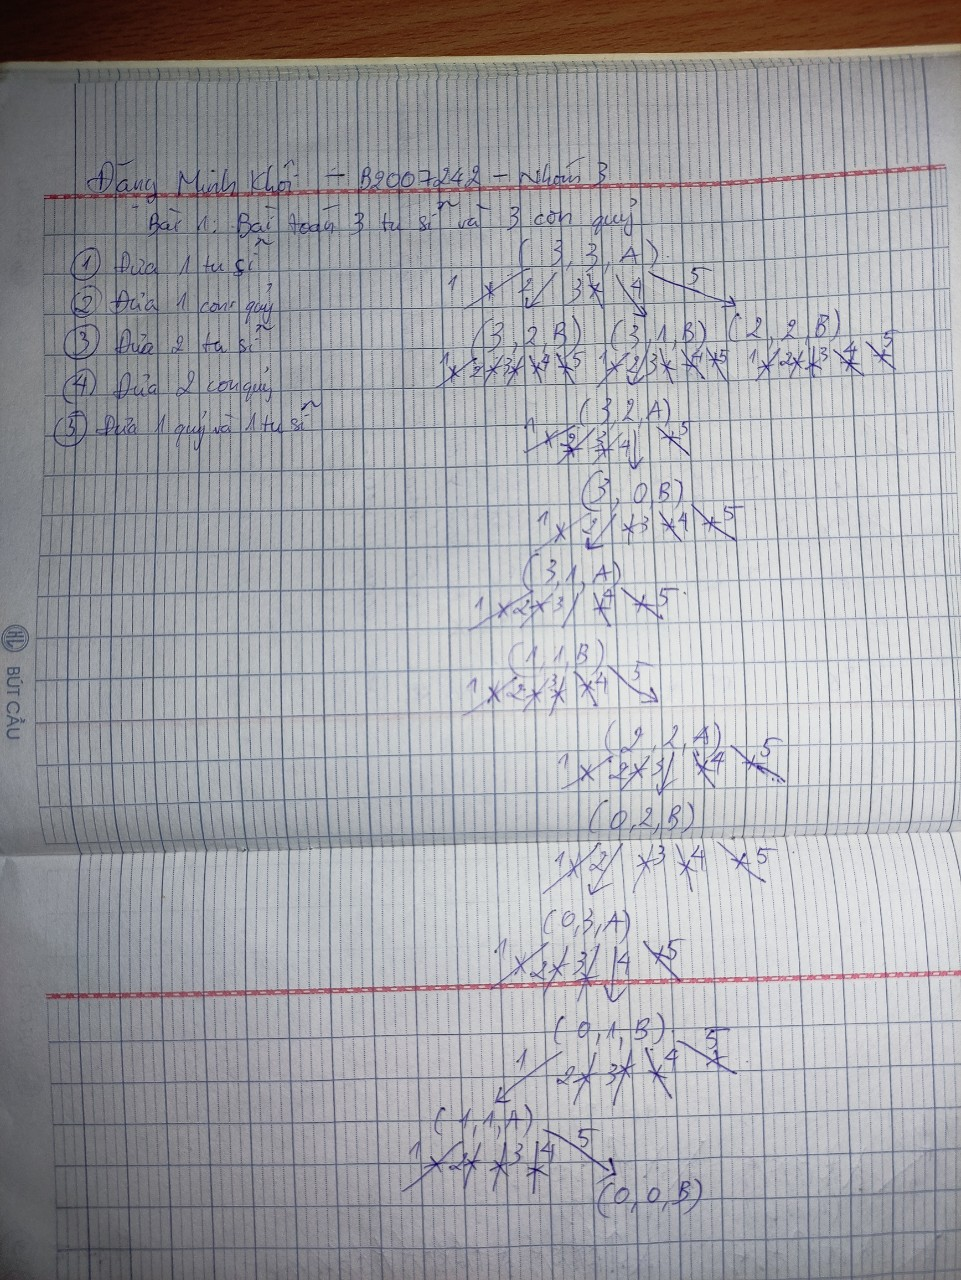 Đặng Minh Khôi - B2007242 - Nhóm 3
Bài 1: Bài toán 3 tu sĩ và 3 con quỷ
① Đưa 1 tu sĩ
(3, 3, A)
1 2 3 4 5
② Đưa 1 con quỷ
③ Đưa 2 tu sĩ
(3, 2, B) (3, 1, B) (2, 2, B)
1 2 3 4 5 1 2 3 4 5 1 2 3 4 5
④ Đưa 2 con quỷ
⑤ Đưa 1 quỷ và 1 tu sĩ
(3, 2, A)
1 2 3 4 5
(3, 0 B)
1 2 3 4 5
(3, 1, A)
1 2 3 4 5
(1, 1, B)
1 2 3 4 5
(2, 2, A)
1 2 3 4 5
(0, 2, B)
1 2 3 4 5
(0, 3, A)
1 2 3 4 5
(0, 1, B)
1 2 3 4 5
(1, 1, A)
1 2 3 4 5
(0, 0, B)
HL BÚT CẦU